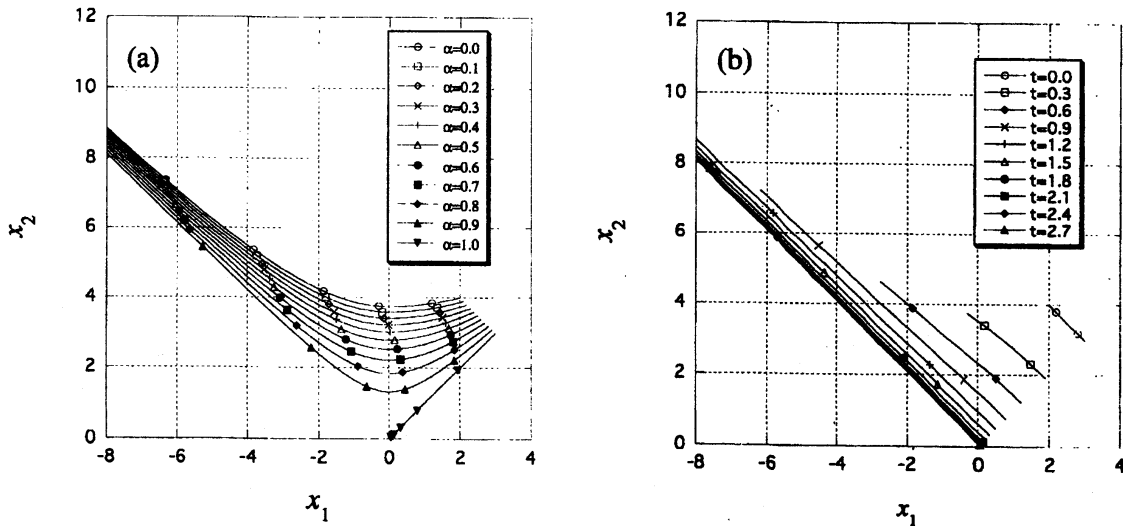 (a)
12
10
8
6
4
2
0
x2
-8 -6 -4 -2 0 2 4
x1
α=0.0
α=0.1
α=0.2
α=0.3
α=0.4
α=0.5
α=0.6
α=0.7
α=0.8
α=0.9
α=1.0
(b)
12
10
8
6
4
2
0
x2
-8 -6 -4 -2 0 2 4
x1
t=0.0
t=0.3
t=0.6
t=0.9
t=1.2
t=1.5
t=1.8
t=2.1
t=2.4
t=2.7